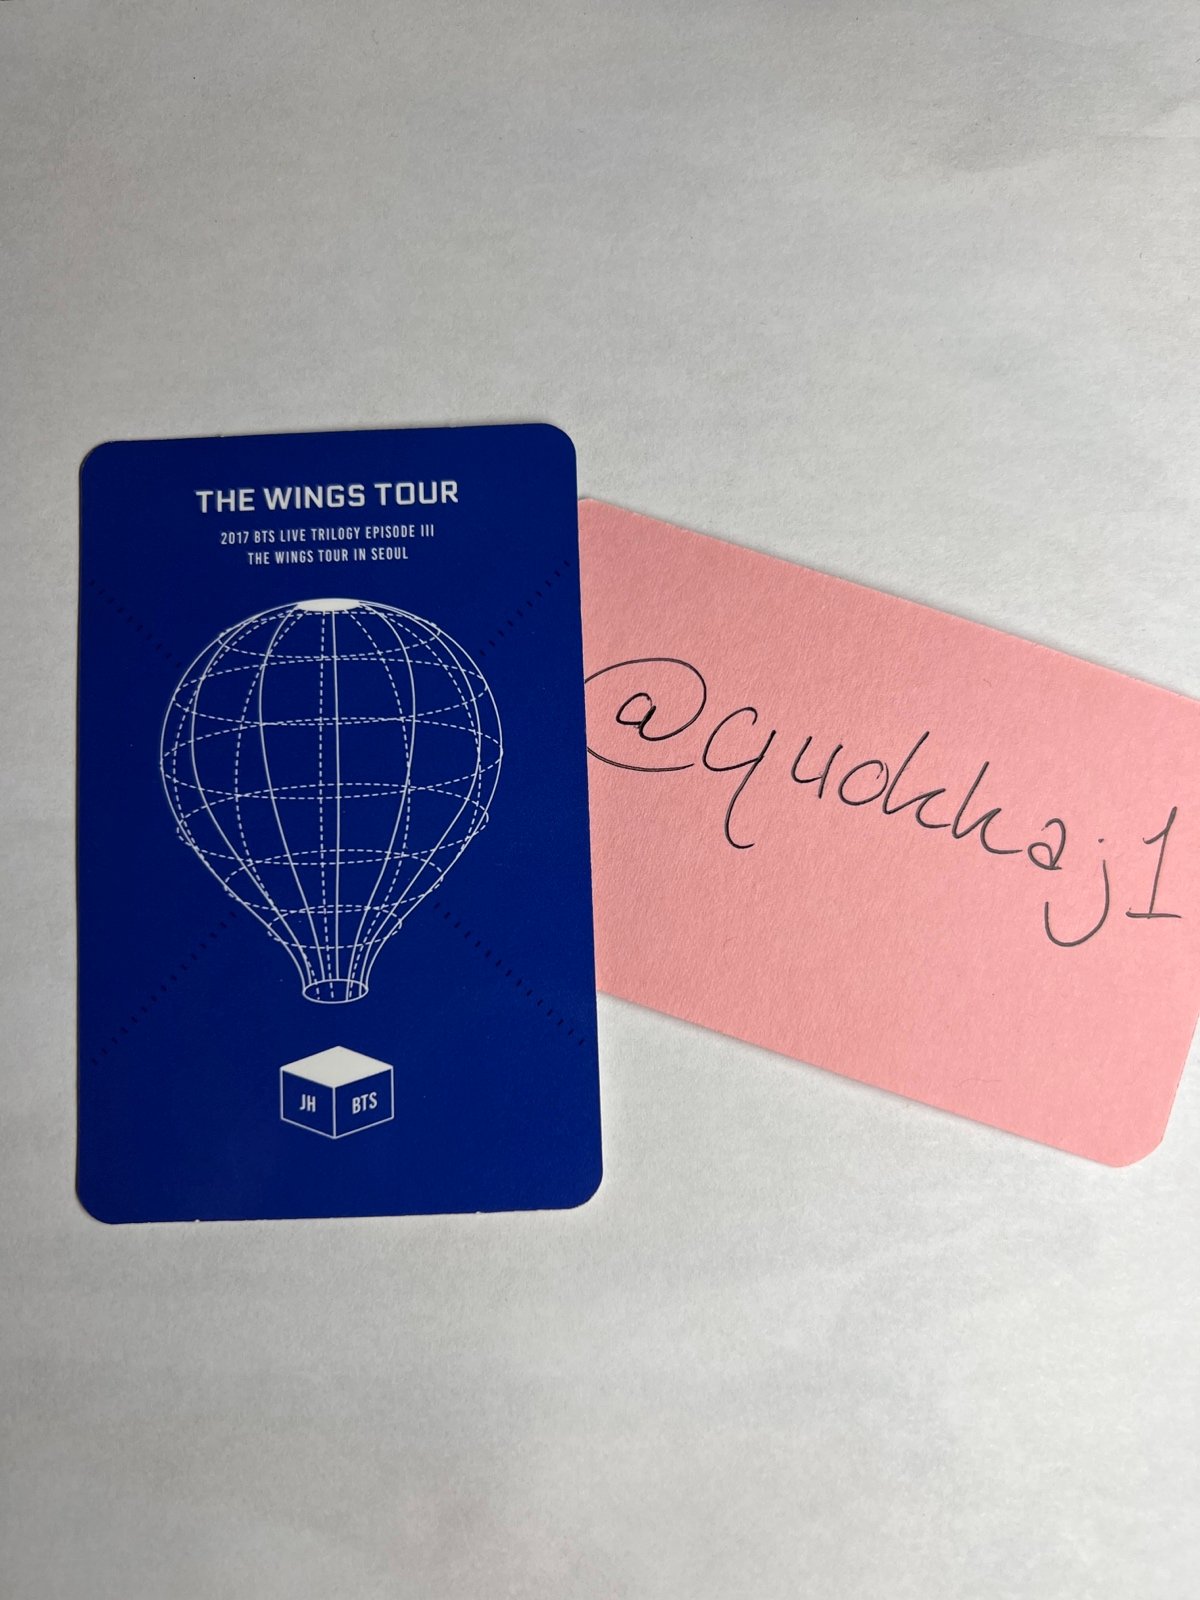 THE WINGS TOUR
2017 BTS LIVE TRILOGY EPISODE III
THE WINGS TOUR IN SEOUL
JH BTS
@quokkaj1